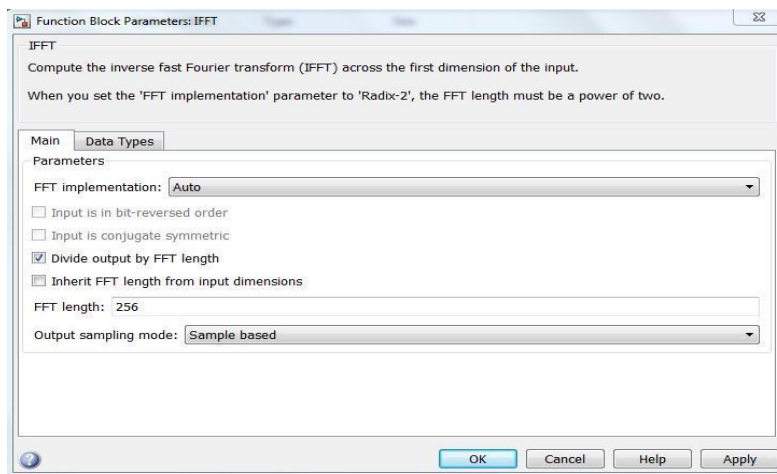 Function Block Parameters: IFFT
IFFT
Compute the inverse fast Fourier transform (IFFT) across the first dimension of the input.
When you set the 'FFT implementation' parameter to 'Radix-2', the FFT length must be a power of two.
Main Data Types
Parameters
FFT implementation: Auto
Input is in bit-reversed order
Input is conjugate symmetric
Divide output by FFT length
Inherit FFT length from input dimensions
FFT length: 256
Output sampling mode: Sample based
OK Cancel Help Apply